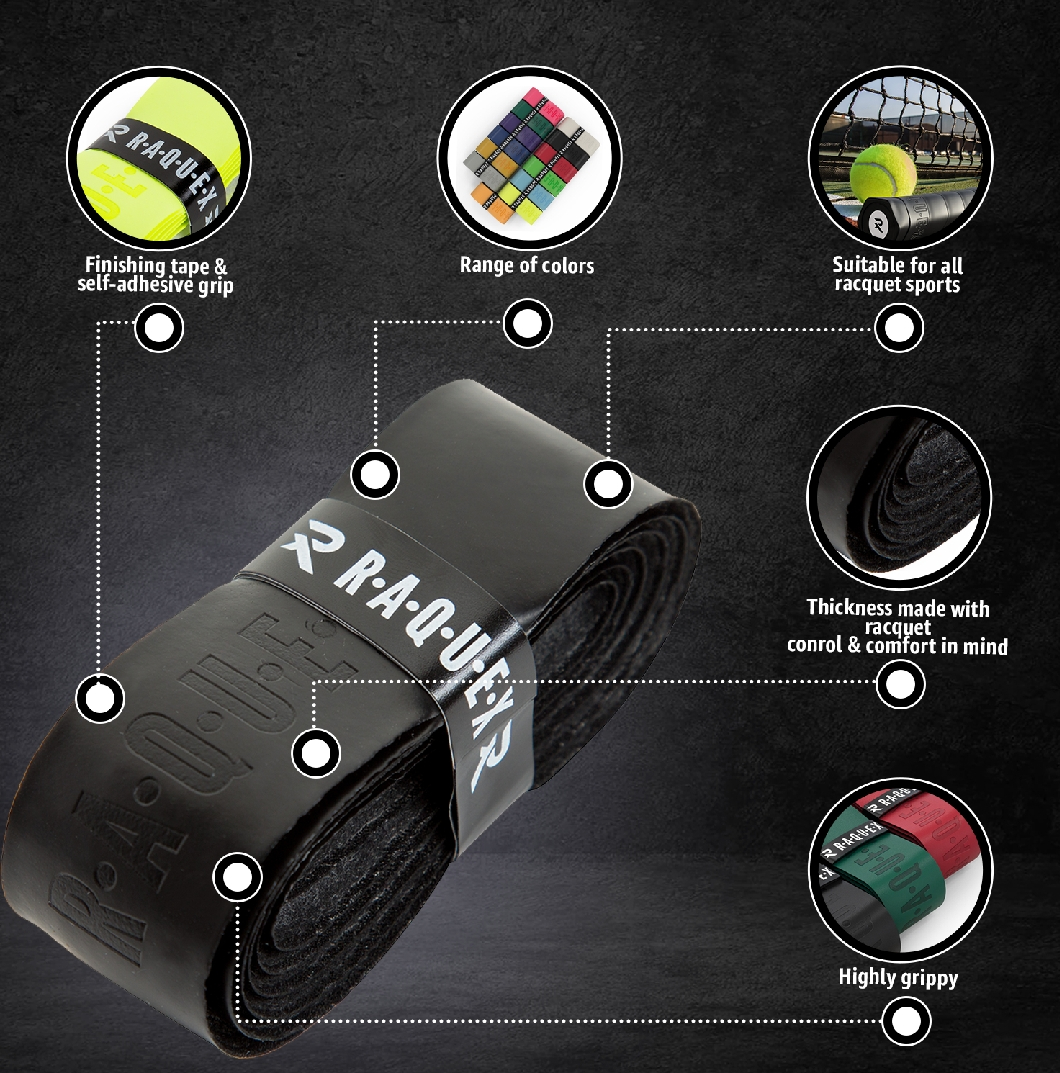 R·A·Q·U·E·X
Finishing tape &
self-adhesive grip
Range of colors
Suitable for all
racquet sports
R·A·Q·U·E·X
R·A·Q·U·E
Thickness made with
racquet
conrol & comfort in mind
R·A·Q·U·E·X
Highly grippy